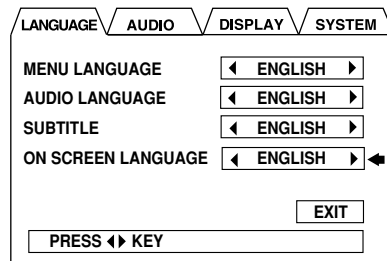 LANGUAGE AUDIO DISPLAY SYSTEM
MENU LANGUAGE ENGLISH
AUDIO LANGUAGE ENGLISH
SUBTITLE ENGLISH
ON SCREEN LANGUAGE ENGLISH
EXIT
PRESS KEY